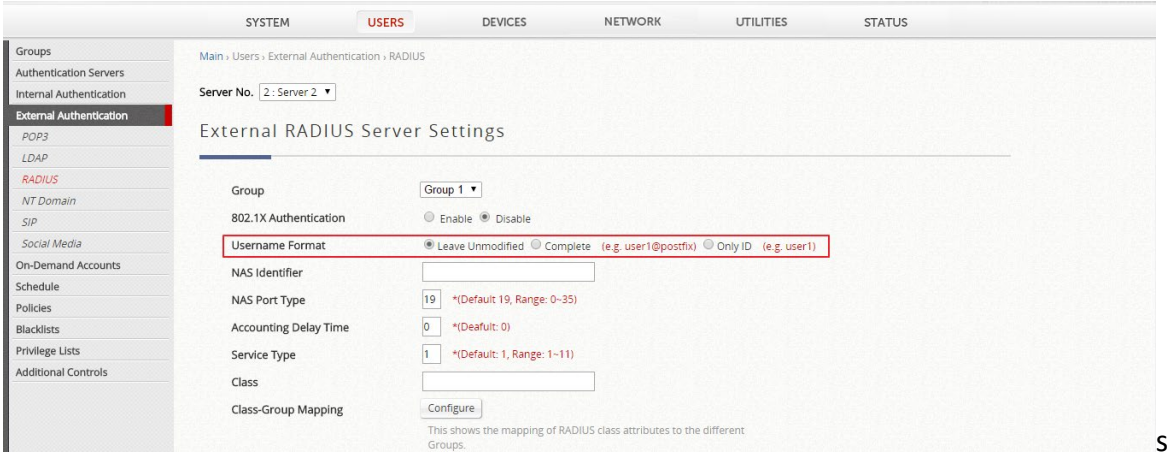 SYSTEM USERS DEVICES NETWORK UTILITIES STATUS
Groups
Authentication Servers
Internal Authentication
External Authentication
POP3
LDAP
RADIUS
NT Domain
SIP
Social Media
On-Demand Accounts
Schedule
Policies
Blacklists
Privilege Lists
Additional Controls
Main › Users › External Authentication › RADIUS
Server No. 2 : Server 2
External RADIUS Server Settings
Group Group 1
802.1X Authentication Enable Disable
Username Format Leave Unmodified Complete (e.g. user1@postfix) Only ID (e.g. user1)
NAS Identifier
NAS Port Type 19 *(Default 19, Range: 0~35)
Accounting Delay Time 0 *(Deafult: 0)
Service Type 1 *(Default: 1, Range: 1~11)
Class
Class-Group Mapping Configure
This shows the mapping of RADIUS class attributes to the different
Groups.
s